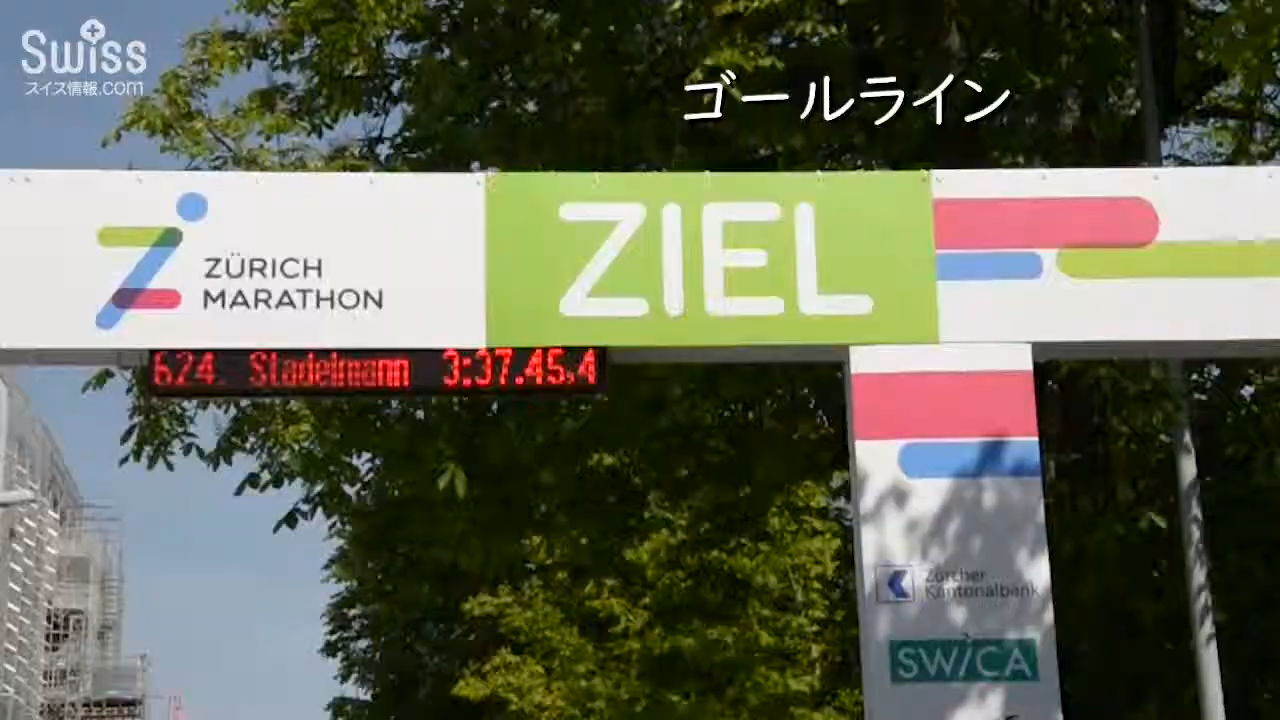 Swiss
スイス情報.com
ゴールライン
ZÜRICH
MARATHON
ZIEL
624. Stadelmann 3:37.45,4
Zürcher
Kantonalbank
SWICA